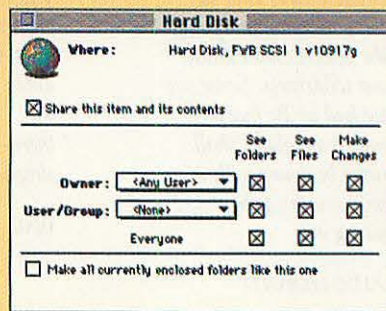 Hard Disk
Where: Hard Disk, FWB SCSI 1 v10917g
Share this item and its contents
See Folders See Files Make Changes
Owner: <Any User>
User/Group: <None>
Everyone
Make all currently enclosed folders like this one